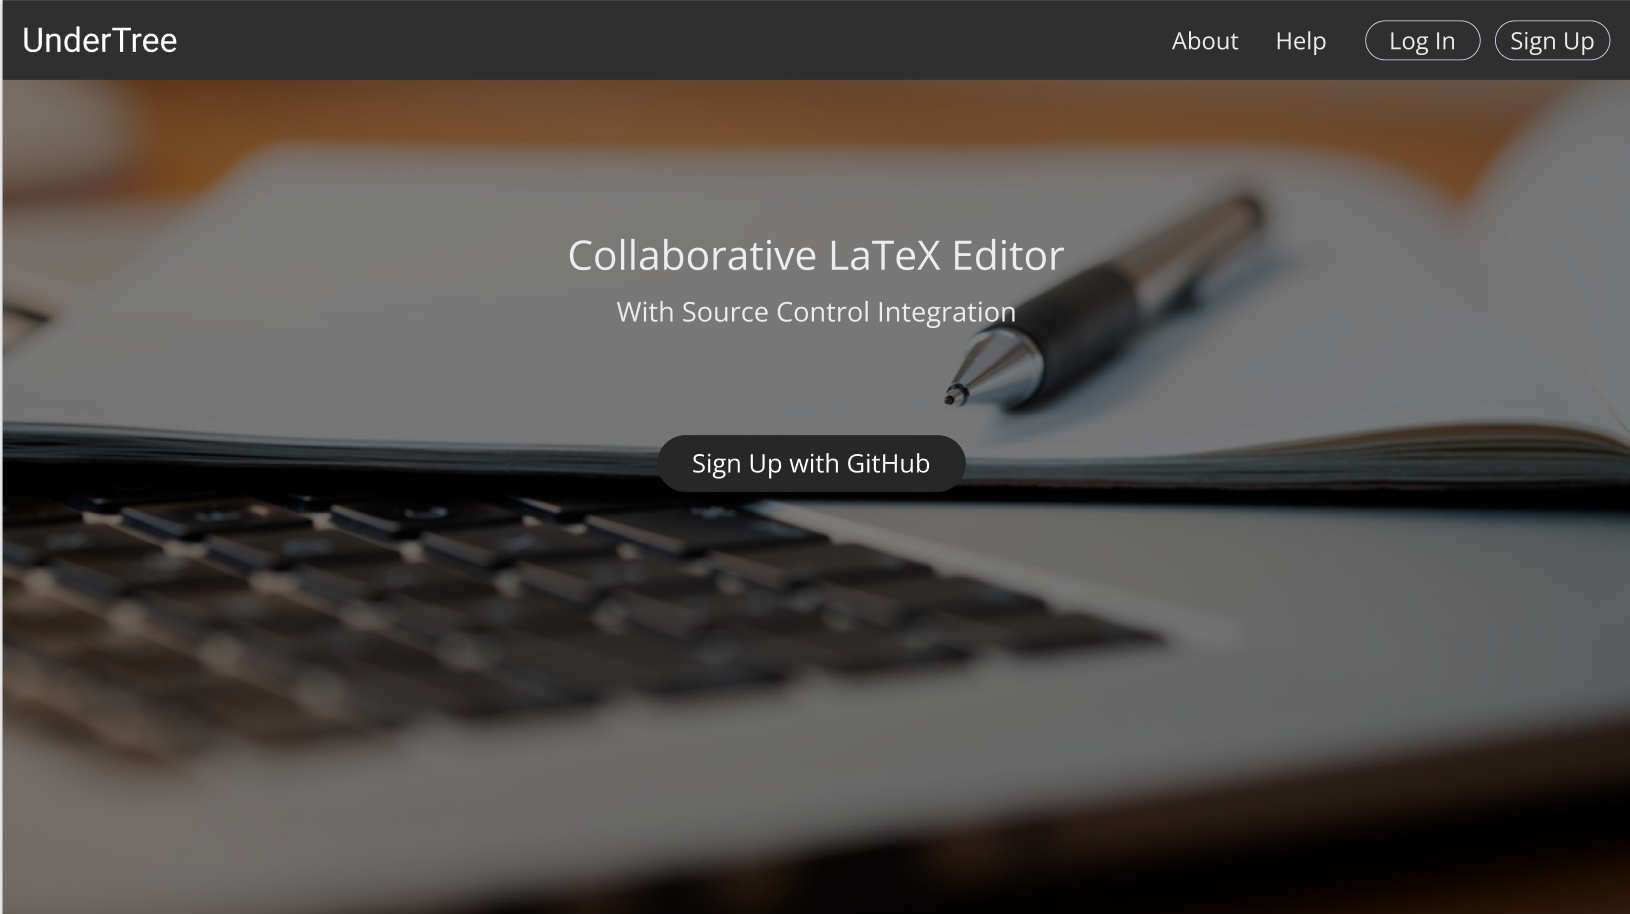 UnderTree
About
Help
Log In
Sign Up
Collaborative LaTeX Editor
With Source Control Integration
Sign Up with GitHub